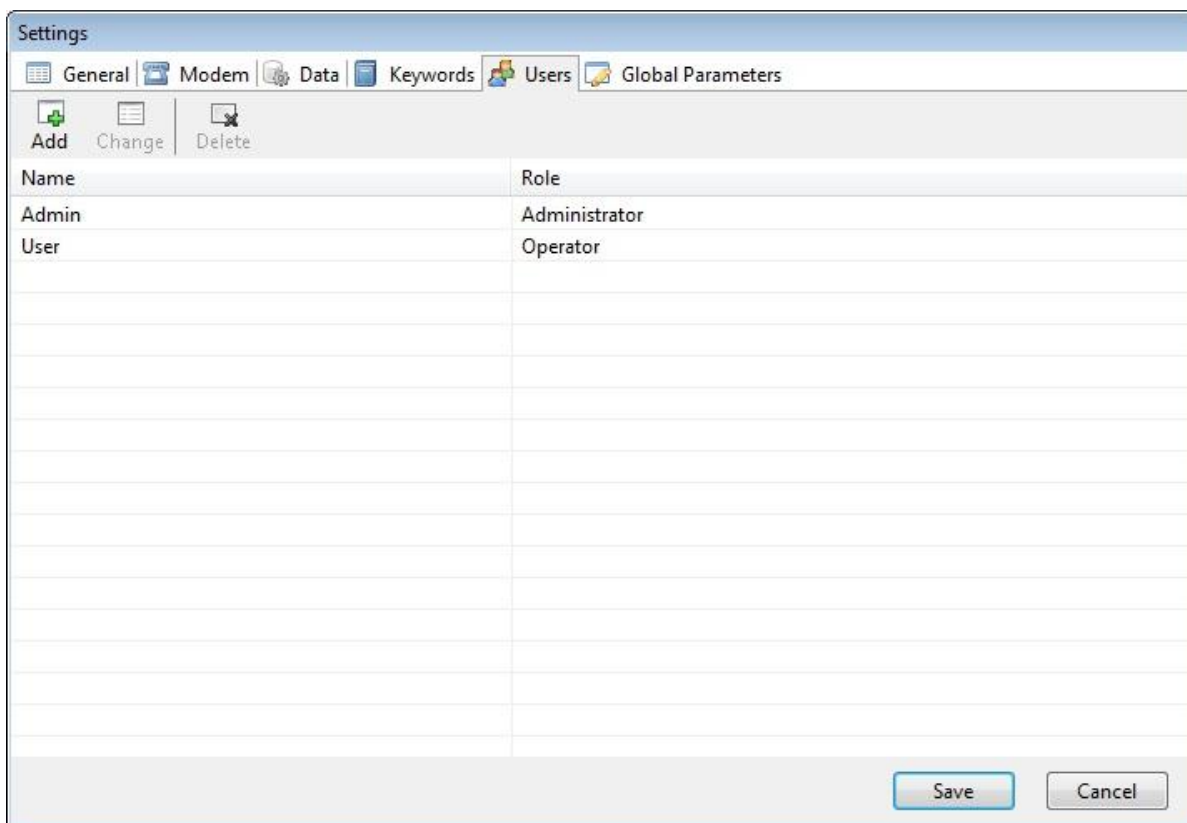 Settings
General Modem Data Keywords Users Global Parameters
Add Change Delete
Name Role
Admin Administrator
User Operator
Save Cancel